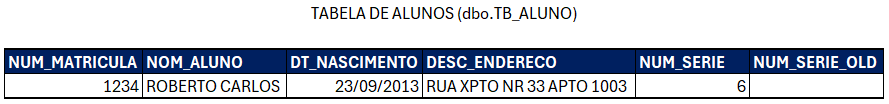 TABELA DE ALUNOS (dbo.TB_ALUNO)
NUM_MATRICULA NOM_ALUNO DT_NASCIMENTO DESC_ENDERECO NUM_SERIE NUM_SERIE_OLD
1234 ROBERTO CARLOS 23/09/2013 RUA XPTO NR 33 APTO 1003 6